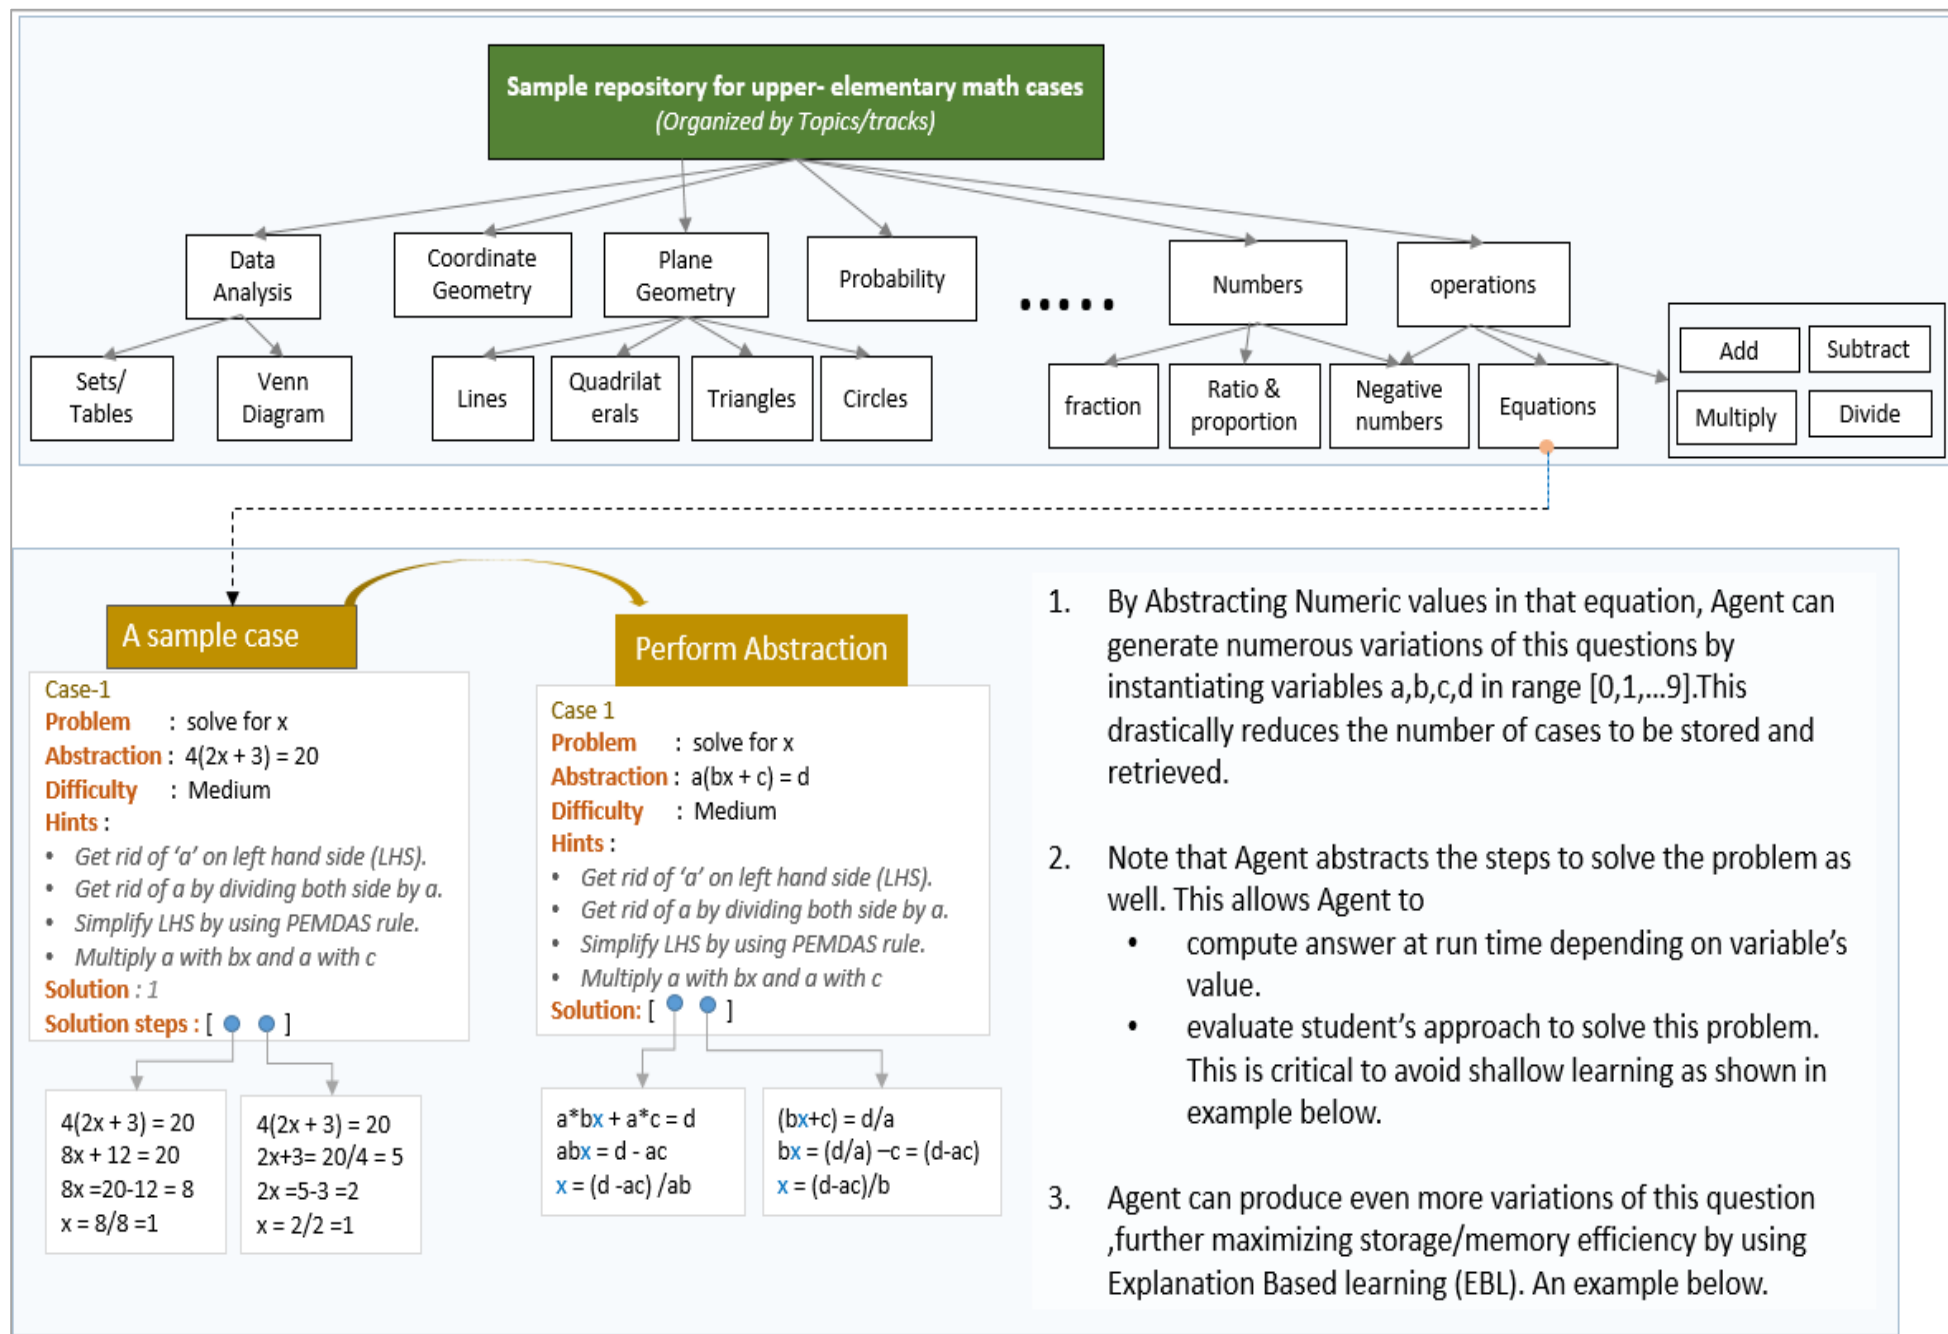 Sample repository for upper- elementary math cases
(Organized by Topics/tracks)
Data
Analysis
Coordinate
Geometry
Plane
Geometry
Probability
.....
Numbers
operations
Sets/
Tables
Venn
Diagram
Lines
Quadrilat
erals
Triangles
Circles
fraction
Ratio &
proportion
Negative
numbers
Equations
Add
Subtract
Multiply
Divide
A sample case
Case-1
Problem : solve for x
Abstraction : 4(2x + 3) = 20
Difficulty : Medium
Hints :
• Get rid of ‘a’ on left hand side (LHS).
• Get rid of a by dividing both side by a.
• Simplify LHS by using PEMDAS rule.
• Multiply a with bx and a with c
Solution : 1
Solution steps : [ ]
4(2x + 3) = 20
8x + 12 = 20
8x =20-12 = 8
x = 8/8 =1
4(2x + 3) = 20
2x+3= 20/4 = 5
2x =5-3 =2
x = 2/2 =1
Perform Abstraction
Case 1
Problem : solve for x
Abstraction : a(bx + c) = d
Difficulty : Medium
Hints :
• Get rid of ‘a’ on left hand side (LHS).
• Get rid of a by dividing both side by a.
• Simplify LHS by using PEMDAS rule.
• Multiply a with bx and a with c
Solution: [ ]
a*bx + a*c = d
abx = d - ac
x = (d -ac) /ab
(bx+c) = d/a
bx = (d/a) –c = (d-ac)
x = (d-ac)/b
1. By Abstracting Numeric values in that equation, Agent can
generate numerous variations of this questions by
instantiating variables a,b,c,d in range [0,1,...9].This
drastically reduces the number of cases to be stored and
retrieved.
2. Note that Agent abstracts the steps to solve the problem as
well. This allows Agent to
• compute answer at run time depending on variable’s
value.
• evaluate student’s approach to solve this problem.
This is critical to avoid shallow learning as shown in
example below.
3. Agent can produce even more variations of this question
,further maximizing storage/memory efficiency by using
Explanation Based learning (EBL). An example below.